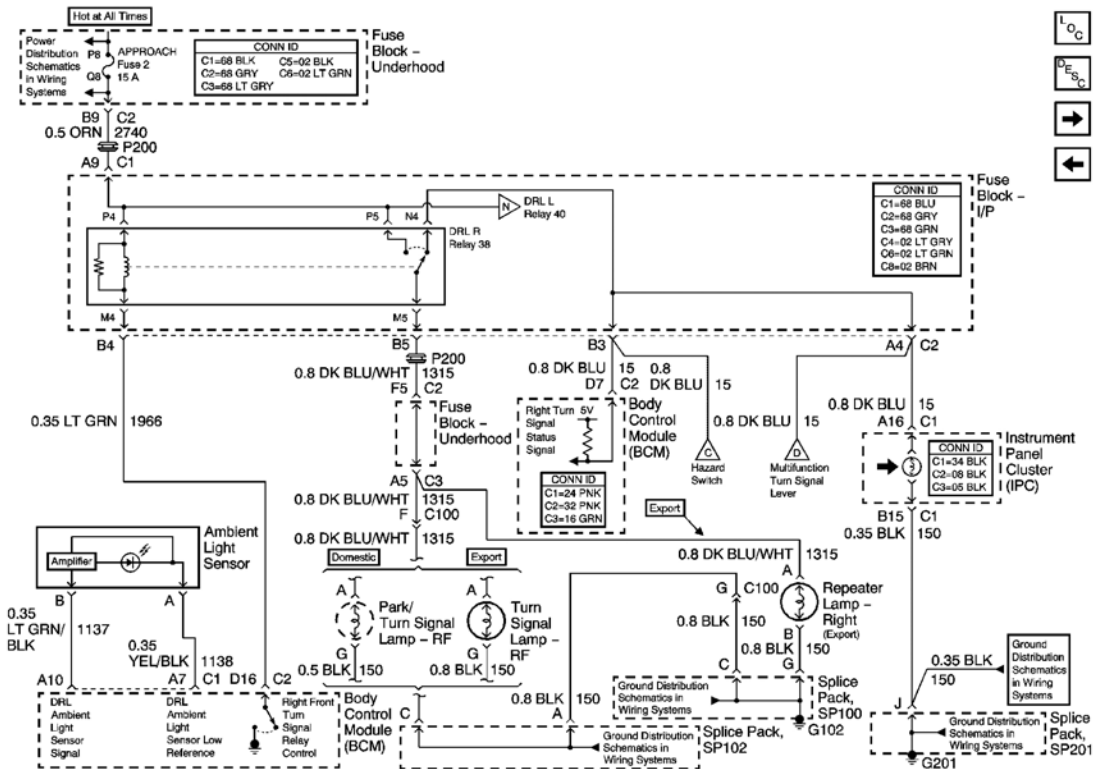 Hot at All Times
Power
Distribution
Schematics
in Wiring
Systems
P8
Q8
APPROACH
Fuse 2
15 A
CONN ID
C1=68 BLK C5=02 BLK
C2=68 GRY C6=02 LT GRN
C3=68 LT GRY
Fuse
Block –
Underhood
LOC
DESC
B9 C2
0.5 ORN 2740
P200
A9 C1
P4
P5 N4
N
DRL L
Relay 40
DRL R
Relay 38
CONN ID
C1=68 BLU
C2=68 GRY
C3=68 GRN
C4=02 LT GRY
C6=02 LT GRN
C8=02 BRN
Fuse
Block –
I/P
M4
M5
B4
B5
B3
A4 C2
P200
0.8 DK BLU/WHT 1315
F5 C2
0.8 DK BLU 15
D7 C2
0.8
DK BLU 15
0.8 DK BLU 15
0.8 DK BLU 15
A16 C1
0.35 LT GRN 1966
Fuse
Block –
Underhood
Right Turn 5V
Signal
Status
Signal
CONN ID
C1=24 PNK
C2=32 PNK
C3=16 GRN
Body
Control
Module
(BCM)
C
Hazard
Switch
D
Multifunction
Turn Signal
Lever
CONN ID
C1=34 BLK
C2=08 BLK
C3=05 BLK
Instrument
Panel
Cluster
(IPC)
A5 C3
0.8 DK BLU/WHT 1315
F C100
0.8 DK BLU/WHT 1315
Export
B15 C1
0.35 BLK 150
Ambient
Light
Sensor
Amplifier
B
A
Domestic
Export
0.8 DK BLU/WHT 1315
A
A
Park/
Turn Signal
Lamp – RF
G
0.5 BLK 150
A
Turn
Signal
Lamp –
RF
G
0.8 BLK 150
G C100
0.8 BLK 150
C
Repeater
Lamp –
Right
(Export)
B
0.8 BLK 150
G
0.35
LT GRN/
BLK
1137
0.35
YEL/BLK 1138
A10
A7 C1 D16 C2
DRL
Ambient
Light
Sensor
Signal
DRL
Ambient
Light
Sensor Low
Reference
Right Front
Turn
Signal
Relay
Control
Body
Control
Module
(BCM)
C
0.8 BLK 150
A
Ground Distribution
Schematics in
Wiring Systems
Splice Pack,
SP102
Ground Distribution
Schematics in
Wiring Systems
Splice
Pack,
SP100
G102
0.35 BLK
150
Ground
Distribution
Schematics
in Wiring
Systems
J
Ground Distribution
Schematics in
Wiring Systems
Splice
Pack,
SP201
G201